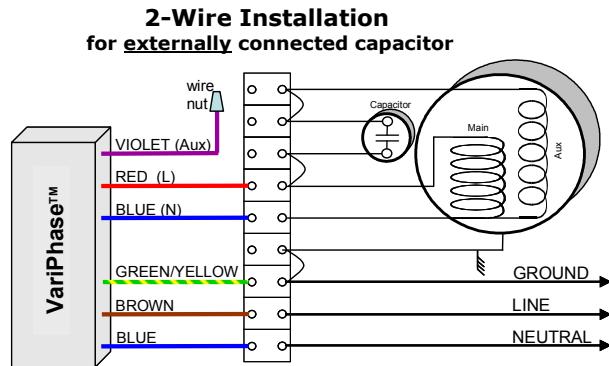 2-Wire Installation
for externally connected capacitor
wire
nut
Capacitor
Main
Aux
VIOLET (Aux)
RED (L)
BLUE (N)
VariPhase™
GREEN/YELLOW
GROUND
BROWN
LINE
BLUE
NEUTRAL